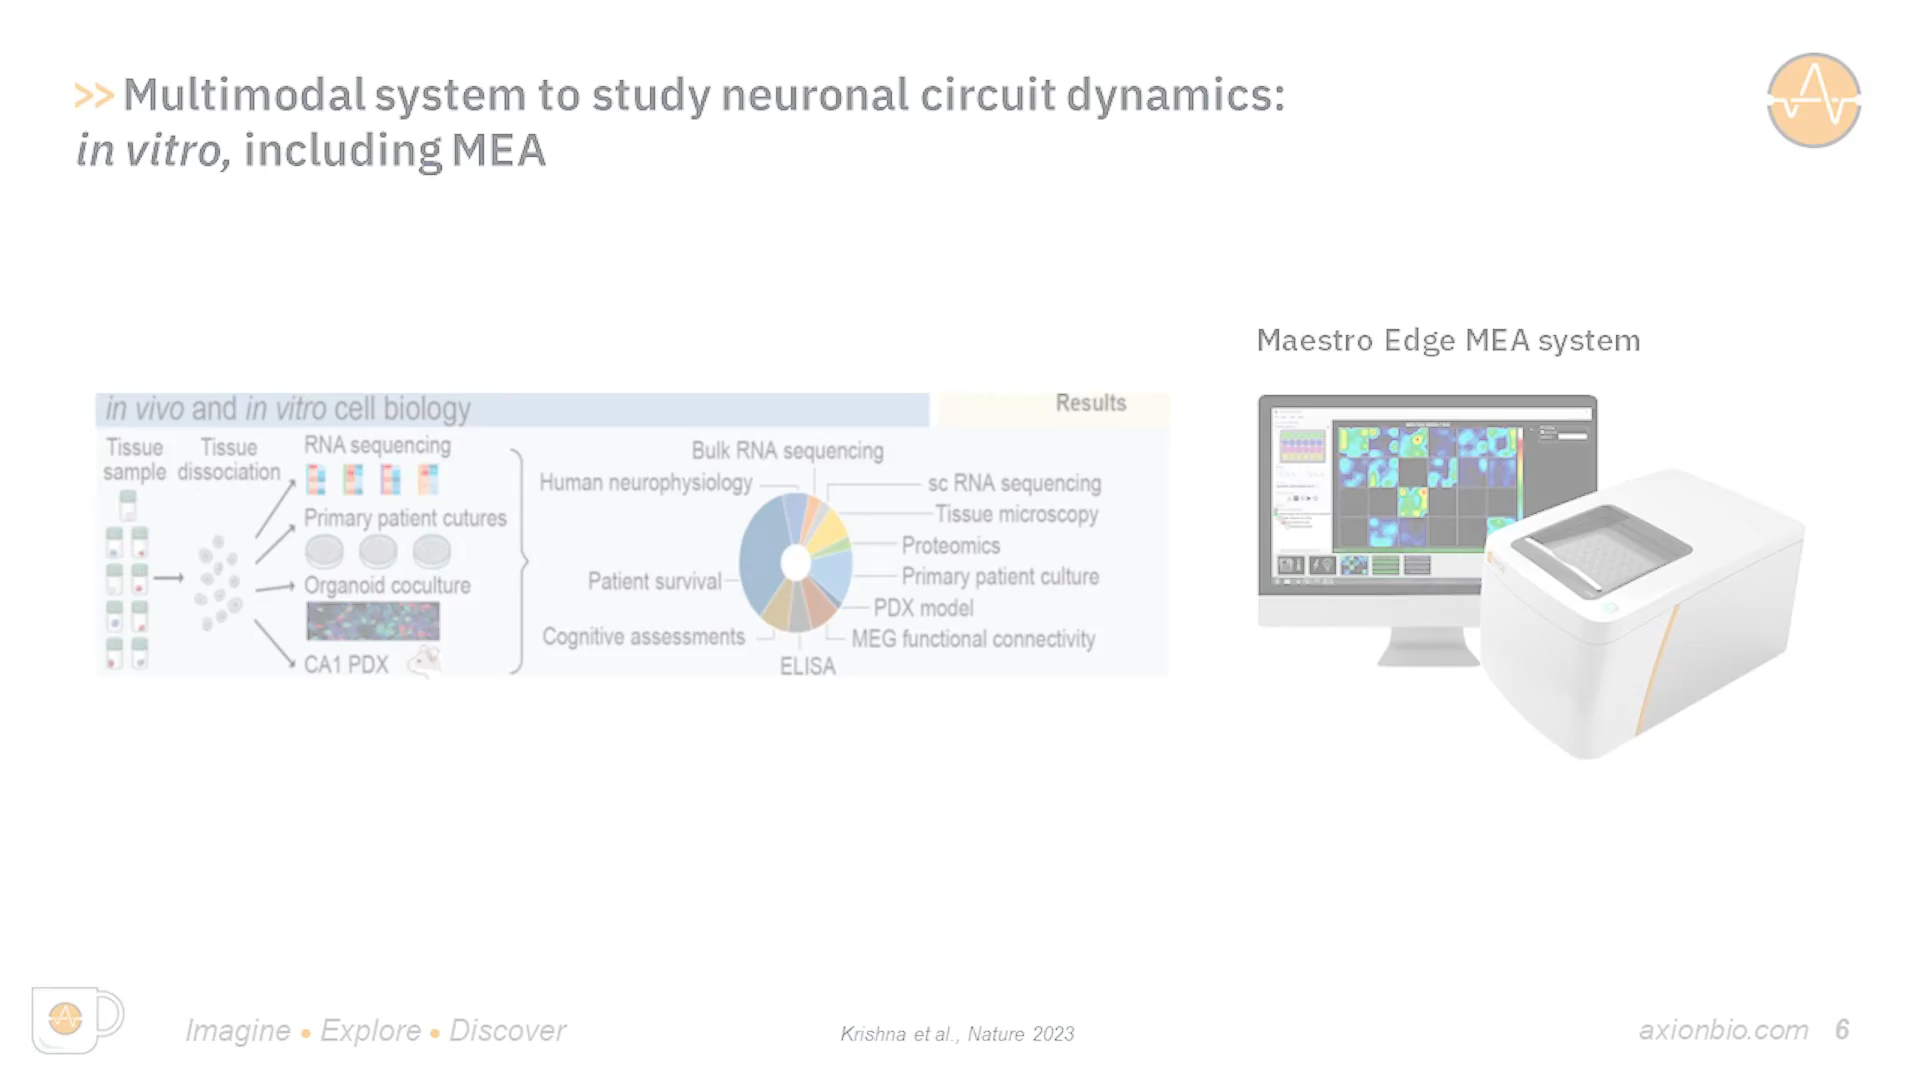 >> Multimodal system to study neuronal circuit dynamics:
in vitro, including MEA
Maestro Edge MEA system
in vivo and in vitro cell biology
Results
Tissue sample
Tissue dissociation
RNA sequencing
Primary patient cutures
Organoid coculture
CA1 PDX
Bulk RNA sequencing
Human neurophysiology
sc RNA sequencing
Tissue microscopy
Proteomics
Patient survival
Primary patient culture
PDX model
Cognitive assessments
MEG functional connectivity
ELISA
Imagine • Explore • Discover
Krishna et al., Nature 2023
axionbio.com 6